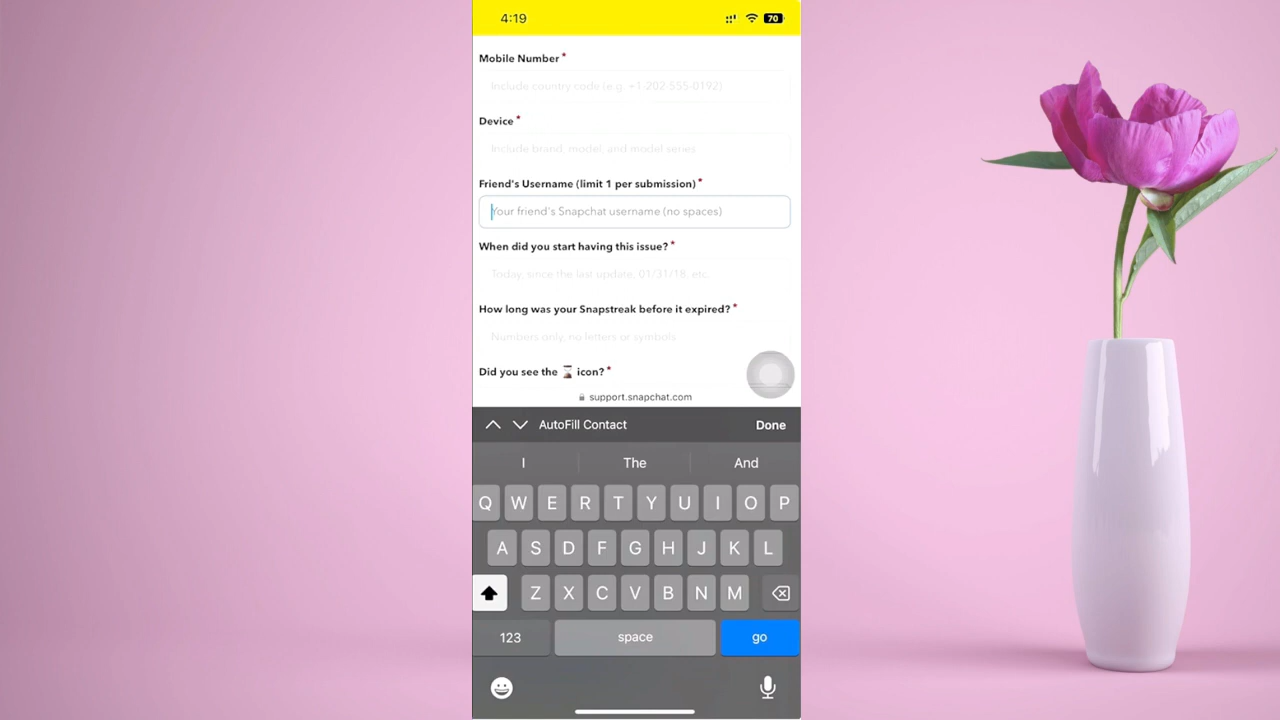 4:19
70
Mobile Number *
Include country code (e.g. +1-202-555-0192)
Device *
Include brand, model, and model series
Friend's Username (limit 1 per submission) *
Your friend's Snapchat username (no spaces)
When did you start having this issue? *
Today, since the last update, 01/31/18, etc.
How long was your Snapstreak before it expired? *
Numbers only, no letters or symbols
Did you see the ⌛ icon? *
support.snapchat.com
AutoFill Contact Done
I The And
Q W E R T Y U I O P
A S D F G H J K L
Z X C V B N M
123 space go